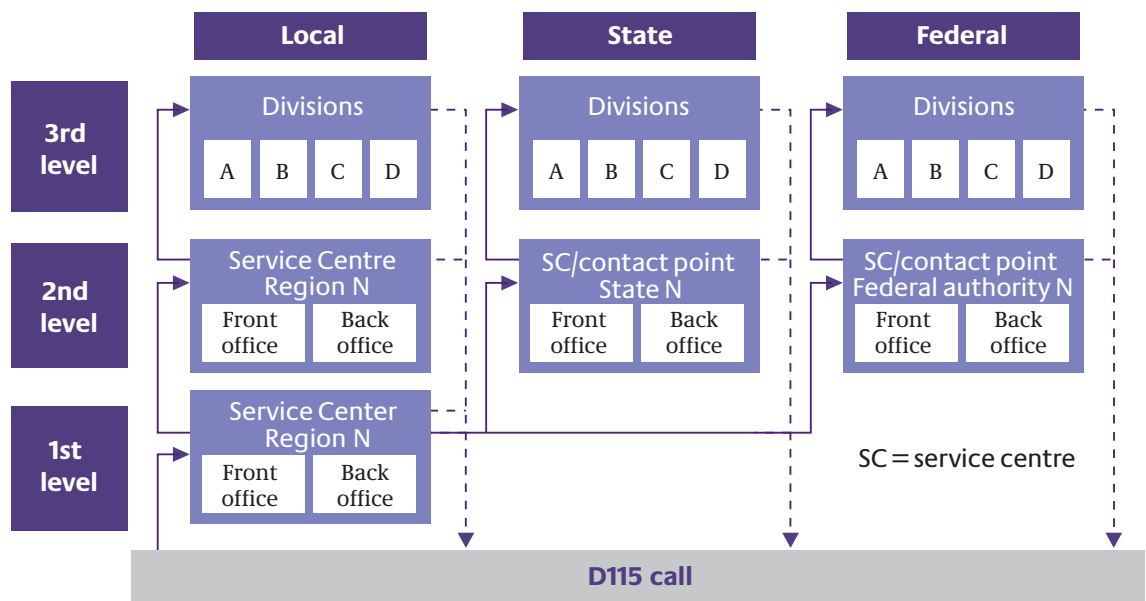 Local
State
Federal
3rd
level
Divisions
A B C D
Divisions
A B C D
Divisions
A B C D
2nd
level
Service Centre
Region N
Front
office
Back
office
SC/contact point
State N
Front
office
Back
office
SC/contact point
Federal authority N
Front
office
Back
office
1st
level
Service Center
Region N
Front
office
Back
office
SC = service centre
D115 call